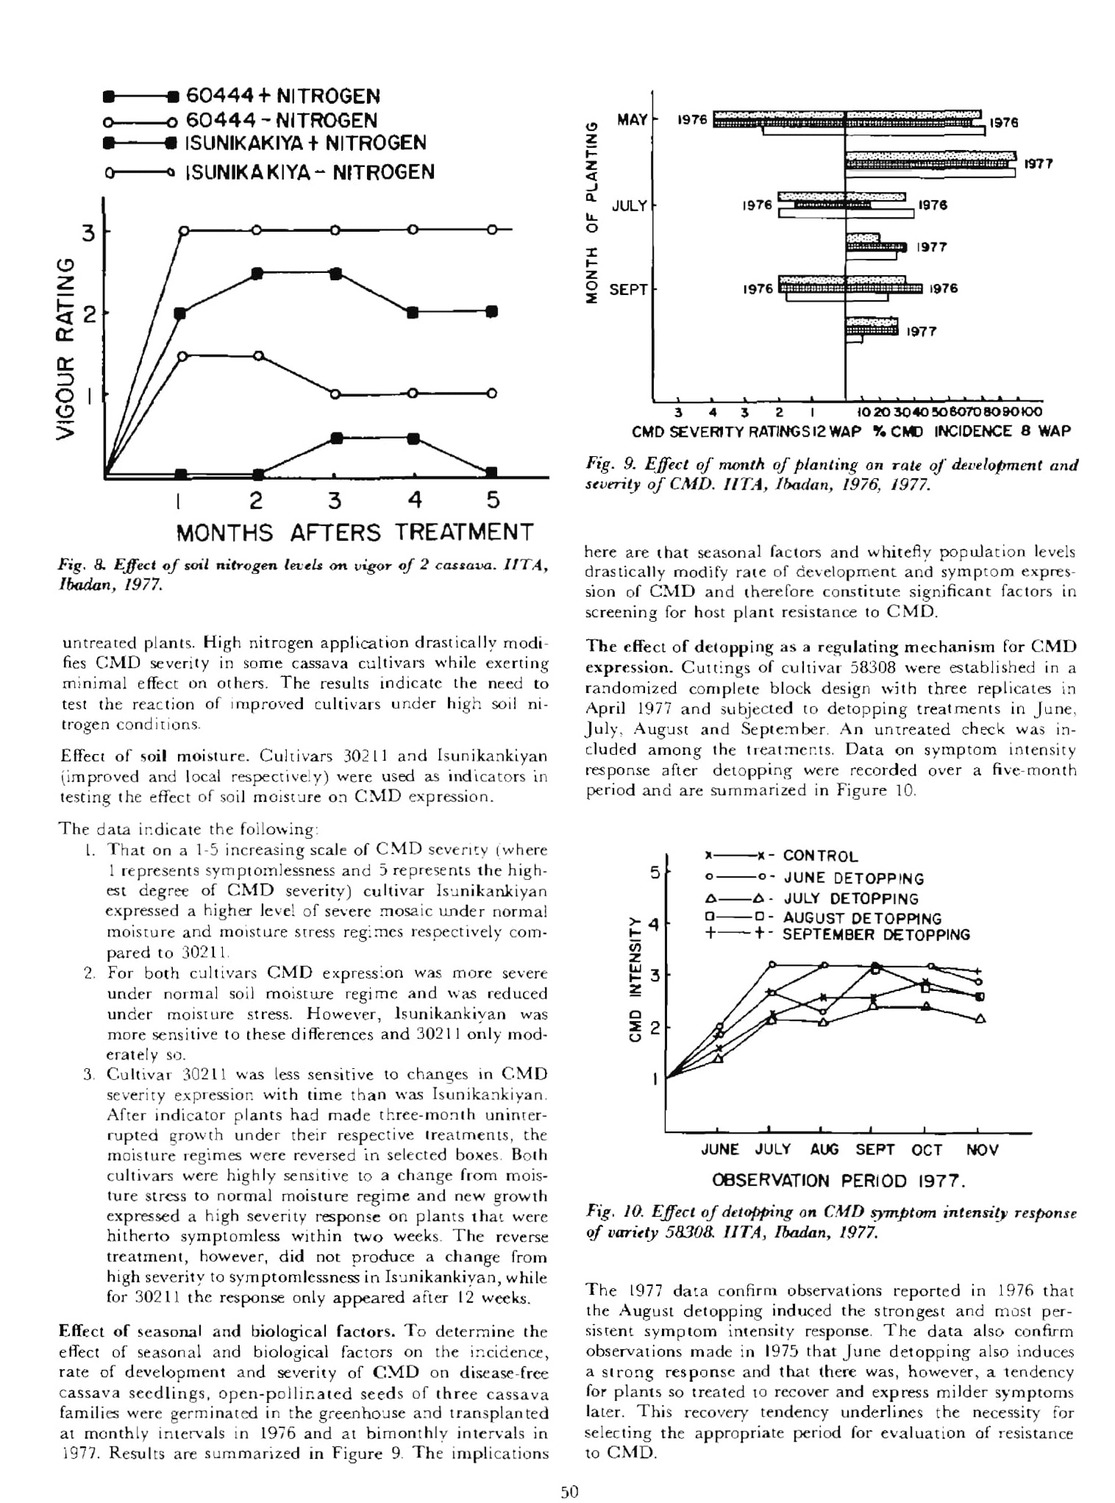 60444 + NITROGEN
60444 - NITROGEN
ISUNIKAKIYA + NITROGEN
ISUNIKAKIYA - NITROGEN
VIGOUR RATING
3
2
1
1 2 3 4 5
MONTHS AFTERS TREATMENT
Fig. 8. Effect of soil nitrogen levels on vigor of 2 cassava. IITA,
Ibadan, 1977.
untreated plants. High nitrogen application drastically modi-
fies CMD severity in some cassava cultivars while exerting
minimal effect on others. The results indicate the need to
test the reaction of improved cultivars under high soil ni-
trogen conditions.
Effect of soil moisture. Cultivars 30211 and Isunikankiyan
(improved and local respectively) were used as indicators in
testing the effect of soil moisture on CMD expression.
The data indicate the following:
1. That on a 1-5 increasing scale of CMD severity (where
1 represents symptomlessness and 5 represents the high-
est degree of CMD severity) cultivar Isunikankiyan
expressed a higher level of severe mosaic under normal
moisture and moisture stress regimes respectively com-
pared to 30211.
2. For both cultivars CMD expression was more severe
under normal soil moisture regime and was reduced
under moisture stress. However, Isunikankiyan was
more sensitive to these differences and 30211 only mod-
erately so.
3. Cultivar 30211 was less sensitive to changes in CMD
severity expression with time than was Isunikankiyan.
After indicator plants had made three-month uninter-
rupted growth under their respective treatments, the
moisture regimes were reversed in selected boxes. Both
cultivars were highly sensitive to a change from mois-
ture stress to normal moisture regime and new growth
expressed a high severity response on plants that were
hitherto symptomless within two weeks. The reverse
treatment, however, did not produce a change from
high severity to symptomlessness in Isunikankiyan, while
for 30211 the response only appeared after 12 weeks.
Effect of seasonal and biological factors. To determine the
effect of seasonal and biological factors on the incidence,
rate of development and severity of CMD on disease-free
cassava seedlings, open-pollinated seeds of three cassava
families were germinated in the greenhouse and transplanted
at monthly intervals in 1976 and at bimonthly intervals in
1977. Results are summarized in Figure 9. The implications
MONTH OF PLANTING
MAY 1976 1976
1977
JULY 1976 1976
1977
SEPT 1976 1976
1977
3 4 3 2 1 10 20 30 40 50 60 70 80 90 100
CMD SEVERITY RATINGS 12 WAP % CMD INCIDENCE 8 WAP
Fig. 9. Effect of month of planting on rate of development and
severity of CMD. IITA, Ibadan, 1976, 1977.
here are that seasonal factors and whitefly population levels
drastically modify rate of development and symptom expres-
sion of CMD and therefore constitute significant factors in
screening for host plant resistance to CMD.
The effect of detopping as a regulating mechanism for CMD
expression. Cuttings of cultivar 58308 were established in a
randomized complete block design with three replicates in
April 1977 and subjected to detopping treatments in June,
July, August and September. An untreated check was in-
cluded among the treatments. Data on symptom intensity
response after detopping were recorded over a five-month
period and are summarized in Figure 10.
x - x - CONTROL
o - o - JUNE DETOPPING
△ - △ - JULY DETOPPING
□ - □ - AUGUST DETOPPING
+ - + - SEPTEMBER DETOPPING
CMD INTENSITY
5
4
3
2
1
JUNE JULY AUG SEPT OCT NOV
OBSERVATION PERIOD 1977.
Fig. 10. Effect of detopping on CMD symptom intensity response
of variety 58308. IITA, Ibadan, 1977.
The 1977 data confirm observations reported in 1976 that
the August detopping induced the strongest and most per-
sistent symptom intensity response. The data also confirm
observations made in 1975 that June detopping also induces
a strong response and that there was, however, a tendency
for plants so treated to recover and express milder symptoms
later. This recovery tendency underlines the necessity for
selecting the appropriate period for evaluation of resistance
to CMD.
50